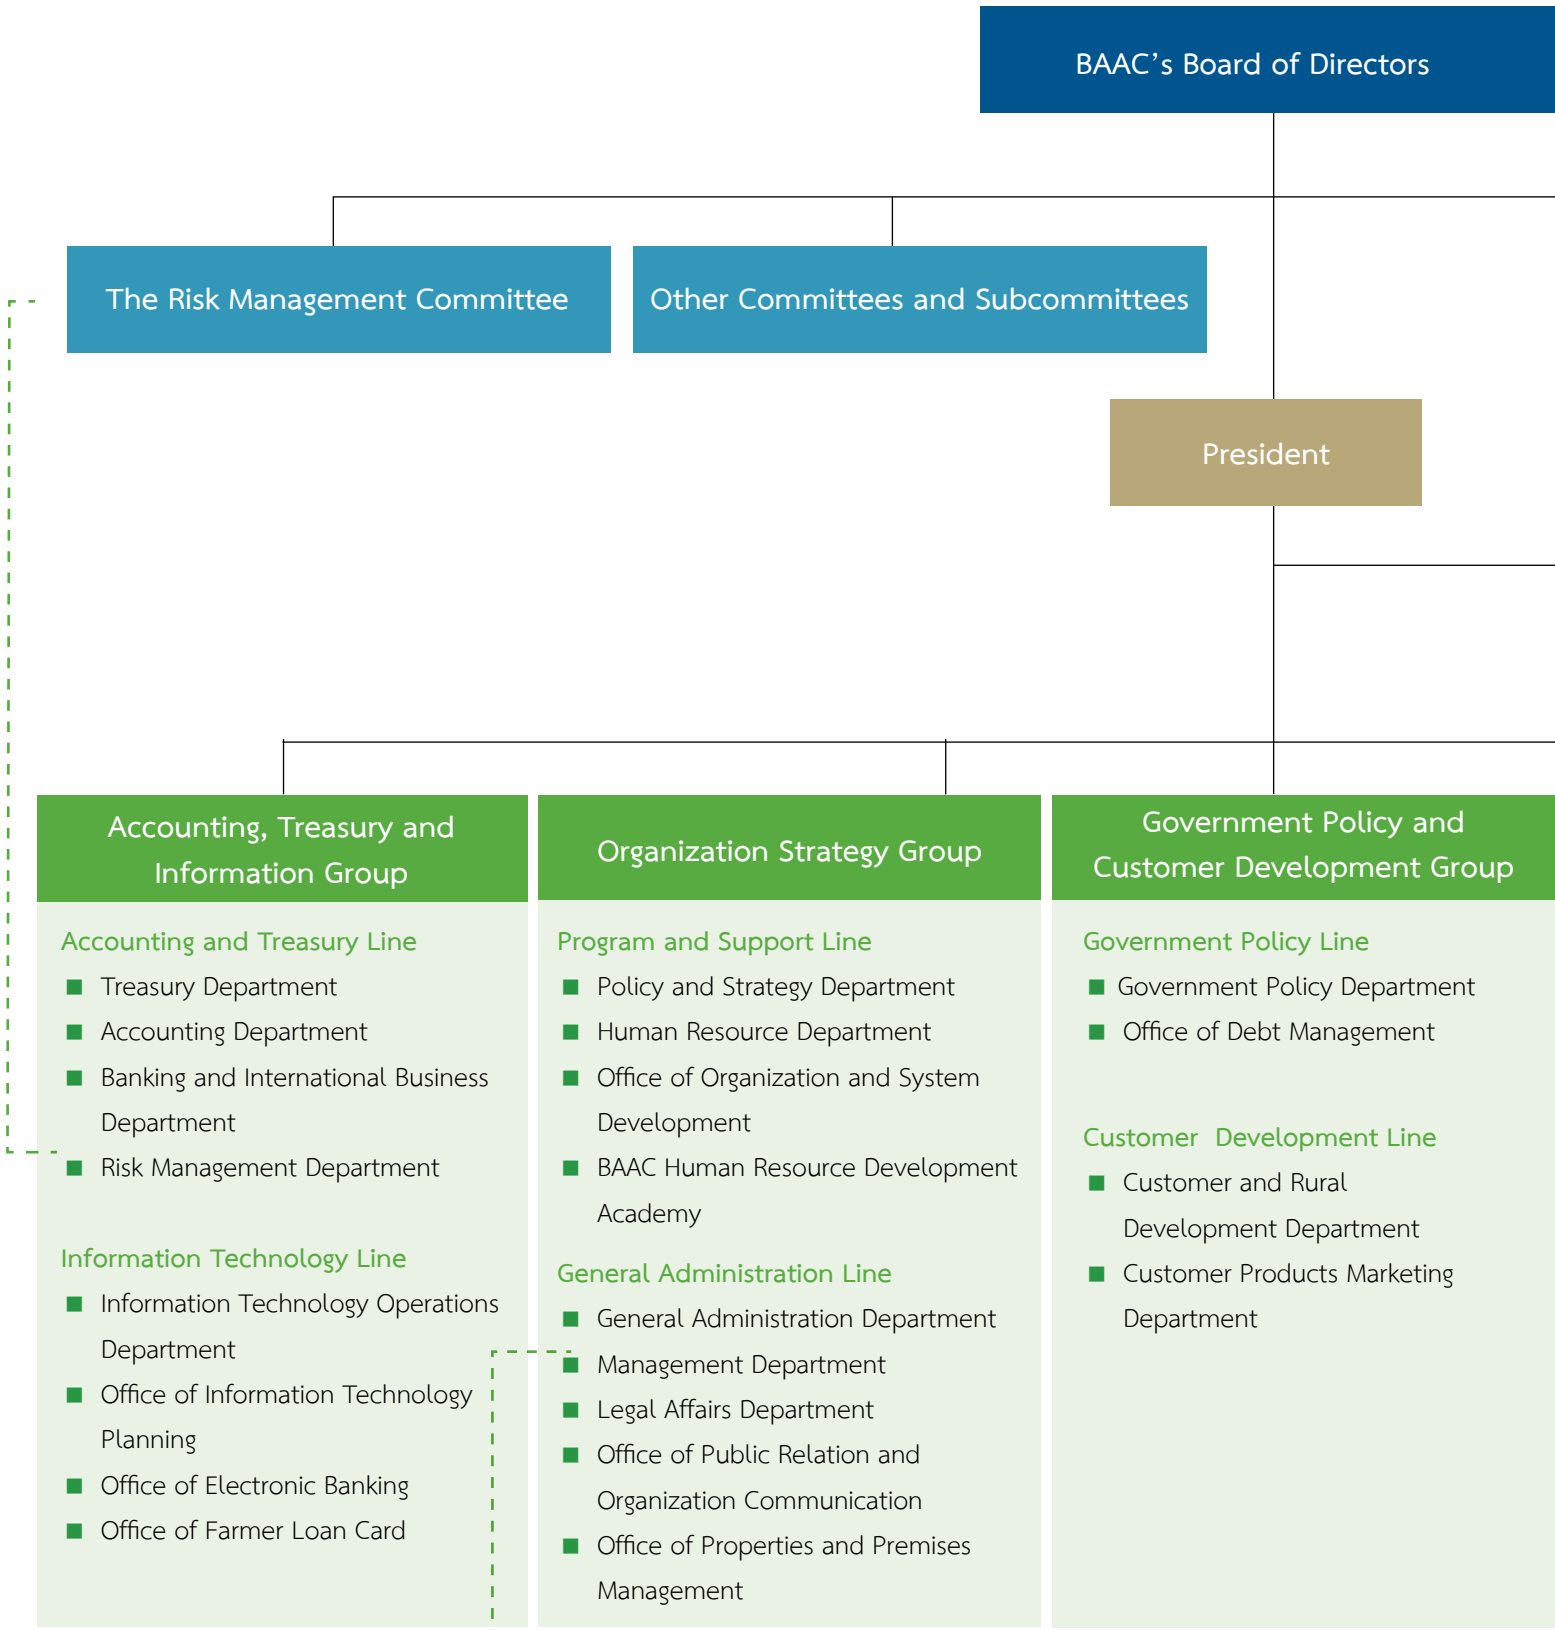 BAAC's Board of Directors
The Risk Management Committee
Other Committees and Subcommittees
President
Accounting, Treasury and
Information Group
Accounting and Treasury Line
Treasury Department
Accounting Department
Banking and International Business
Department
Risk Management Department
Information Technology Line
Information Technology Operations
Department
Office of Information Technology
Planning
Office of Electronic Banking
Office of Farmer Loan Card
Organization Strategy Group
Program and Support Line
Policy and Strategy Department
Human Resource Department
Office of Organization and System
Development
BAAC Human Resource Development
Academy
General Administration Line
General Administration Department
Management Department
Legal Affairs Department
Office of Public Relation and
Organization Communication
Office of Properties and Premises
Management
Government Policy and
Customer Development Group
Government Policy Line
Government Policy Department
Office of Debt Management
Customer Development Line
Customer and Rural
Development Department
Customer Products Marketing
Department